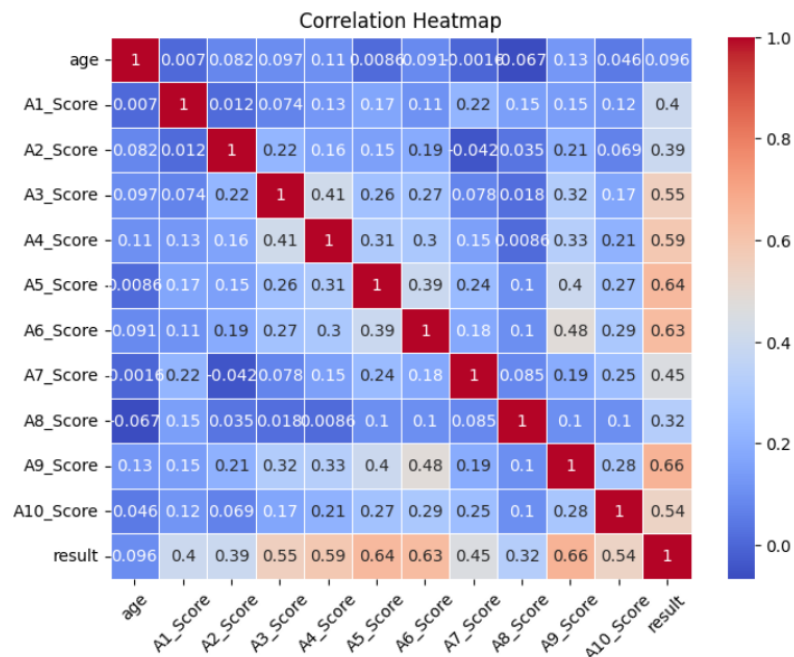 Correlation Heatmap
age 1 0.007 0.082 0.097 0.11 0.0086 0.091 -0.0016 -0.067 0.13 0.046 0.096
A1_Score 0.007 1 0.012 0.074 0.13 0.17 0.11 0.22 0.15 0.15 0.12 0.4
A2_Score 0.082 0.012 1 0.22 0.16 0.15 0.19 -0.042 0.035 0.21 0.069 0.39
A3_Score 0.097 0.074 0.22 1 0.41 0.26 0.27 0.078 0.018 0.32 0.17 0.55
A4_Score 0.11 0.13 0.16 0.41 1 0.31 0.3 0.15 0.0086 0.33 0.21 0.59
A5_Score 0.0086 0.17 0.15 0.26 0.31 1 0.39 0.24 0.1 0.4 0.27 0.64
A6_Score 0.091 0.11 0.19 0.27 0.3 0.39 1 0.18 0.1 0.48 0.29 0.63
A7_Score -0.0016 0.22 -0.042 0.078 0.15 0.24 0.18 1 0.085 0.19 0.25 0.45
A8_Score -0.067 0.15 0.035 0.018 0.0086 0.1 0.1 0.085 1 0.1 0.1 0.32
A9_Score 0.13 0.15 0.21 0.32 0.33 0.4 0.48 0.19 0.1 1 0.28 0.66
A10_Score 0.046 0.12 0.069 0.17 0.21 0.27 0.29 0.25 0.1 0.28 1 0.54
result 0.096 0.4 0.39 0.55 0.59 0.64 0.63 0.45 0.32 0.66 0.54 1
age A1_Score A2_Score A3_Score A4_Score A5_Score A6_Score A7_Score A8_Score A9_Score A10_Score result
1.0
0.8
0.6
0.4
0.2
0.0